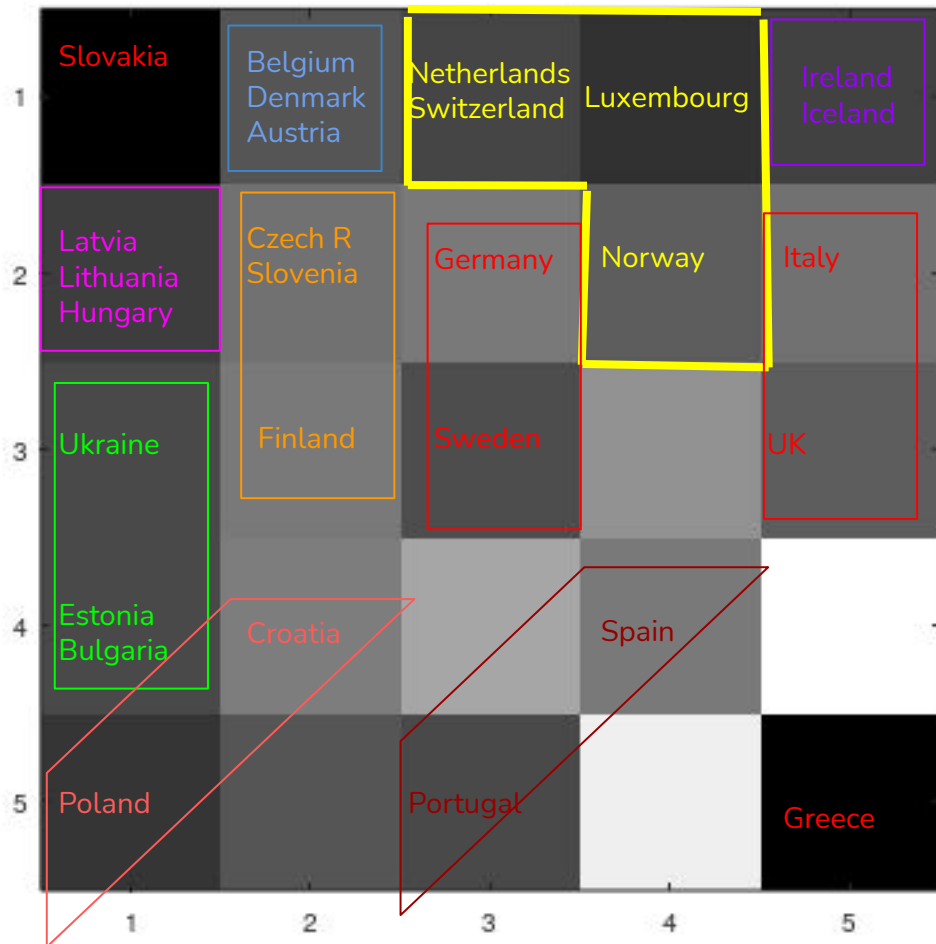 Slovakia
Belgium
Denmark
Austria
Netherlands
Switzerland
Luxembourg
Ireland
Iceland
1
Latvia
Lithuania
Hungary
Czech R
Slovenia
Germany
Norway
Italy
2
Ukraine
Finland
Sweden
UK
3
Estonia
Bulgaria
Croatia
Spain
4
Poland
Portugal
Greece
5
1 2 3 4 5